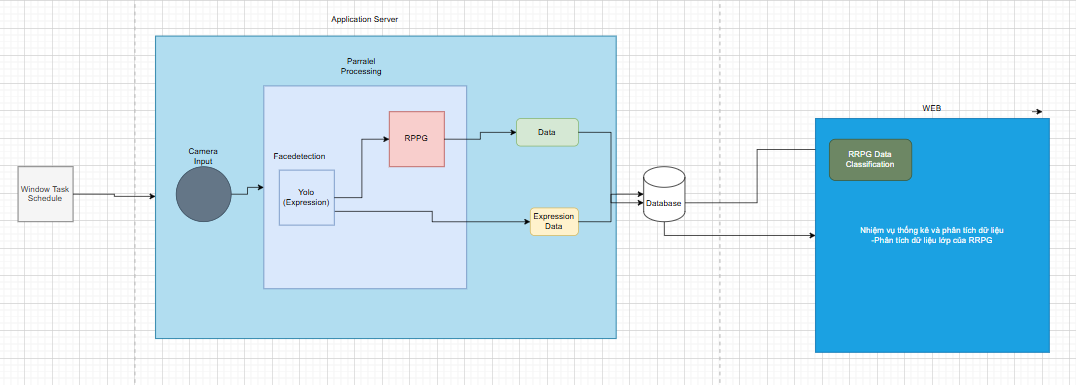 Application Server
Parralel
Processing
WEB
RPPG
Data
RRPG Data
Classification
Camera
Input
Facedetection
Window Task
Schedule
Yolo
(Expression)
Database
Expression
Data
Nhiệm vụ thống kê và phân tích dữ liệu
-Phân tích dữ liệu lớp của RRPG